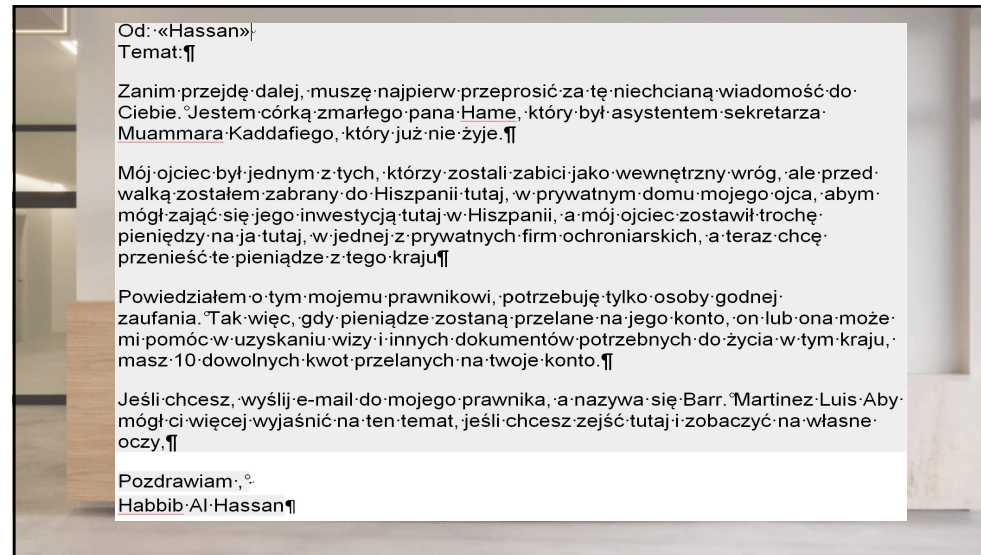 Od: «Hassan»
Temat:¶
Zanim przejdę dalej, muszę najpierw przeprosić za tę niechcianą wiadomość do
Ciebie. Jestem córką zmarłego pana Hame, który był asystentem sekretarza
Muammara Kaddafiego, który już nie żyje.¶
Mój ojciec był jednym z tych, którzy zostali zabici jako wewnętrzny wróg, ale przed
walką zostałem zabrany do Hiszpanii tutaj, w prywatnym domu mojego ojca, abym
mógł zająć się jego inwestycją tutaj w Hiszpanii, a mój ojciec zostawił trochę
pieniędzy na ja tutaj, w jednej z prywatnych firm ochroniarskich, a teraz chcę
przenieść te pieniądze z tego kraju¶
Powiedziałem o tym mojemu prawnikowi, potrzebuję tylko osoby godnej
zaufania. Tak więc, gdy pieniądze zostaną przelane na jego konto, on lub ona może
mi pomóc w uzyskaniu wizy i innych dokumentów potrzebnych do życia w tym kraju,
masz 10 dowolnych kwot przelanych na twoje konto.¶
Jeśli chcesz, wyślij e-mail do mojego prawnika, a nazywa się Barr. Martinez Luis Aby
mógł ci więcej wyjaśnić na ten temat, jeśli chcesz zejść tutaj i zobaczyć na własne
oczy,¶
Pozdrawiam ,
Habbib Al Hassan¶